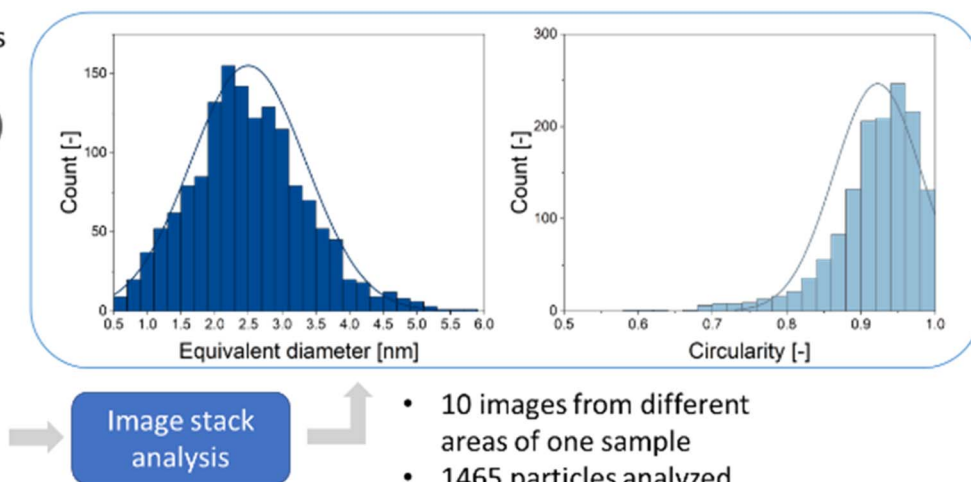 s
)
150
100
50
0
Count [-]
0.5 1.0 1.5 2.0 2.5 3.0 3.5 4.0 4.5 5.0 5.5 6.0
Equivalent diameter [nm]
300
200
100
0
Count [-]
0.5 0.6 0.7 0.8 0.9 1.0
Circularity [-]
Image stack
analysis
• 10 images from different
areas of one sample
• 1465 particles analyzed